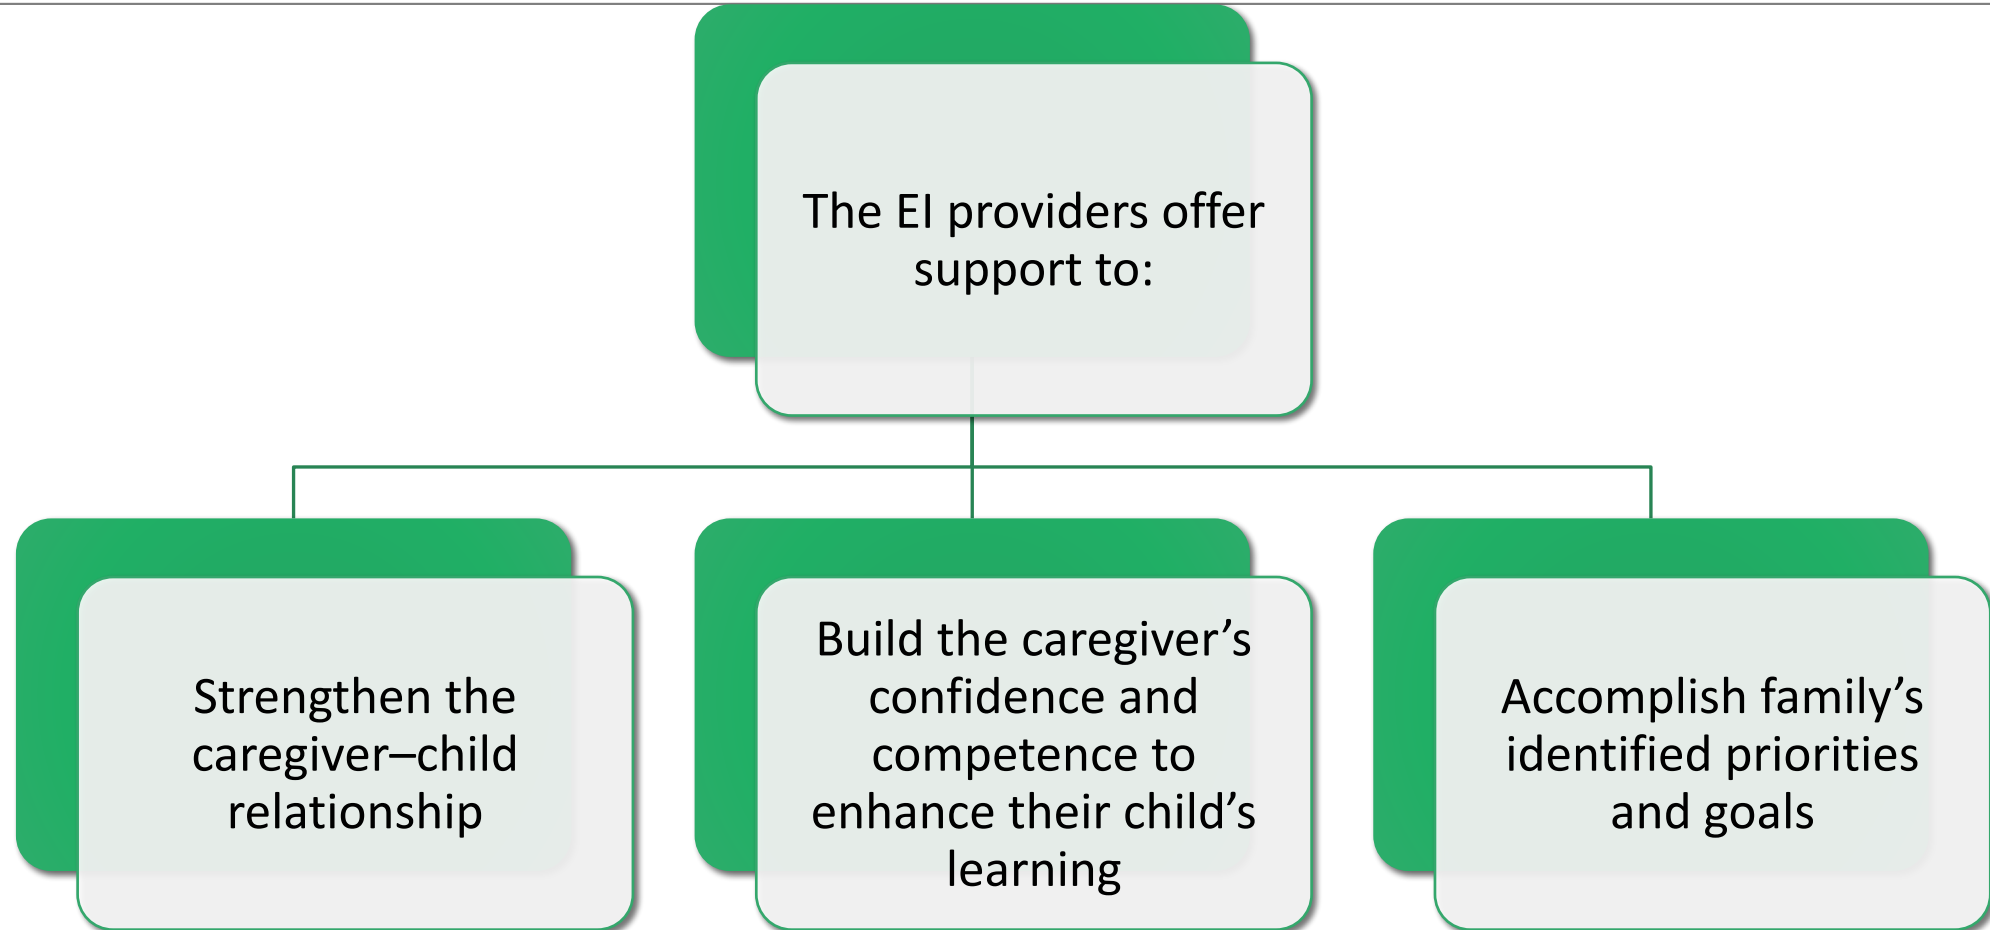 The EI providers offer
support to:
Strengthen the
caregiver–child
relationship
Build the caregiver’s
confidence and
competence to
enhance their child’s
learning
Accomplish family’s
identified priorities
and goals